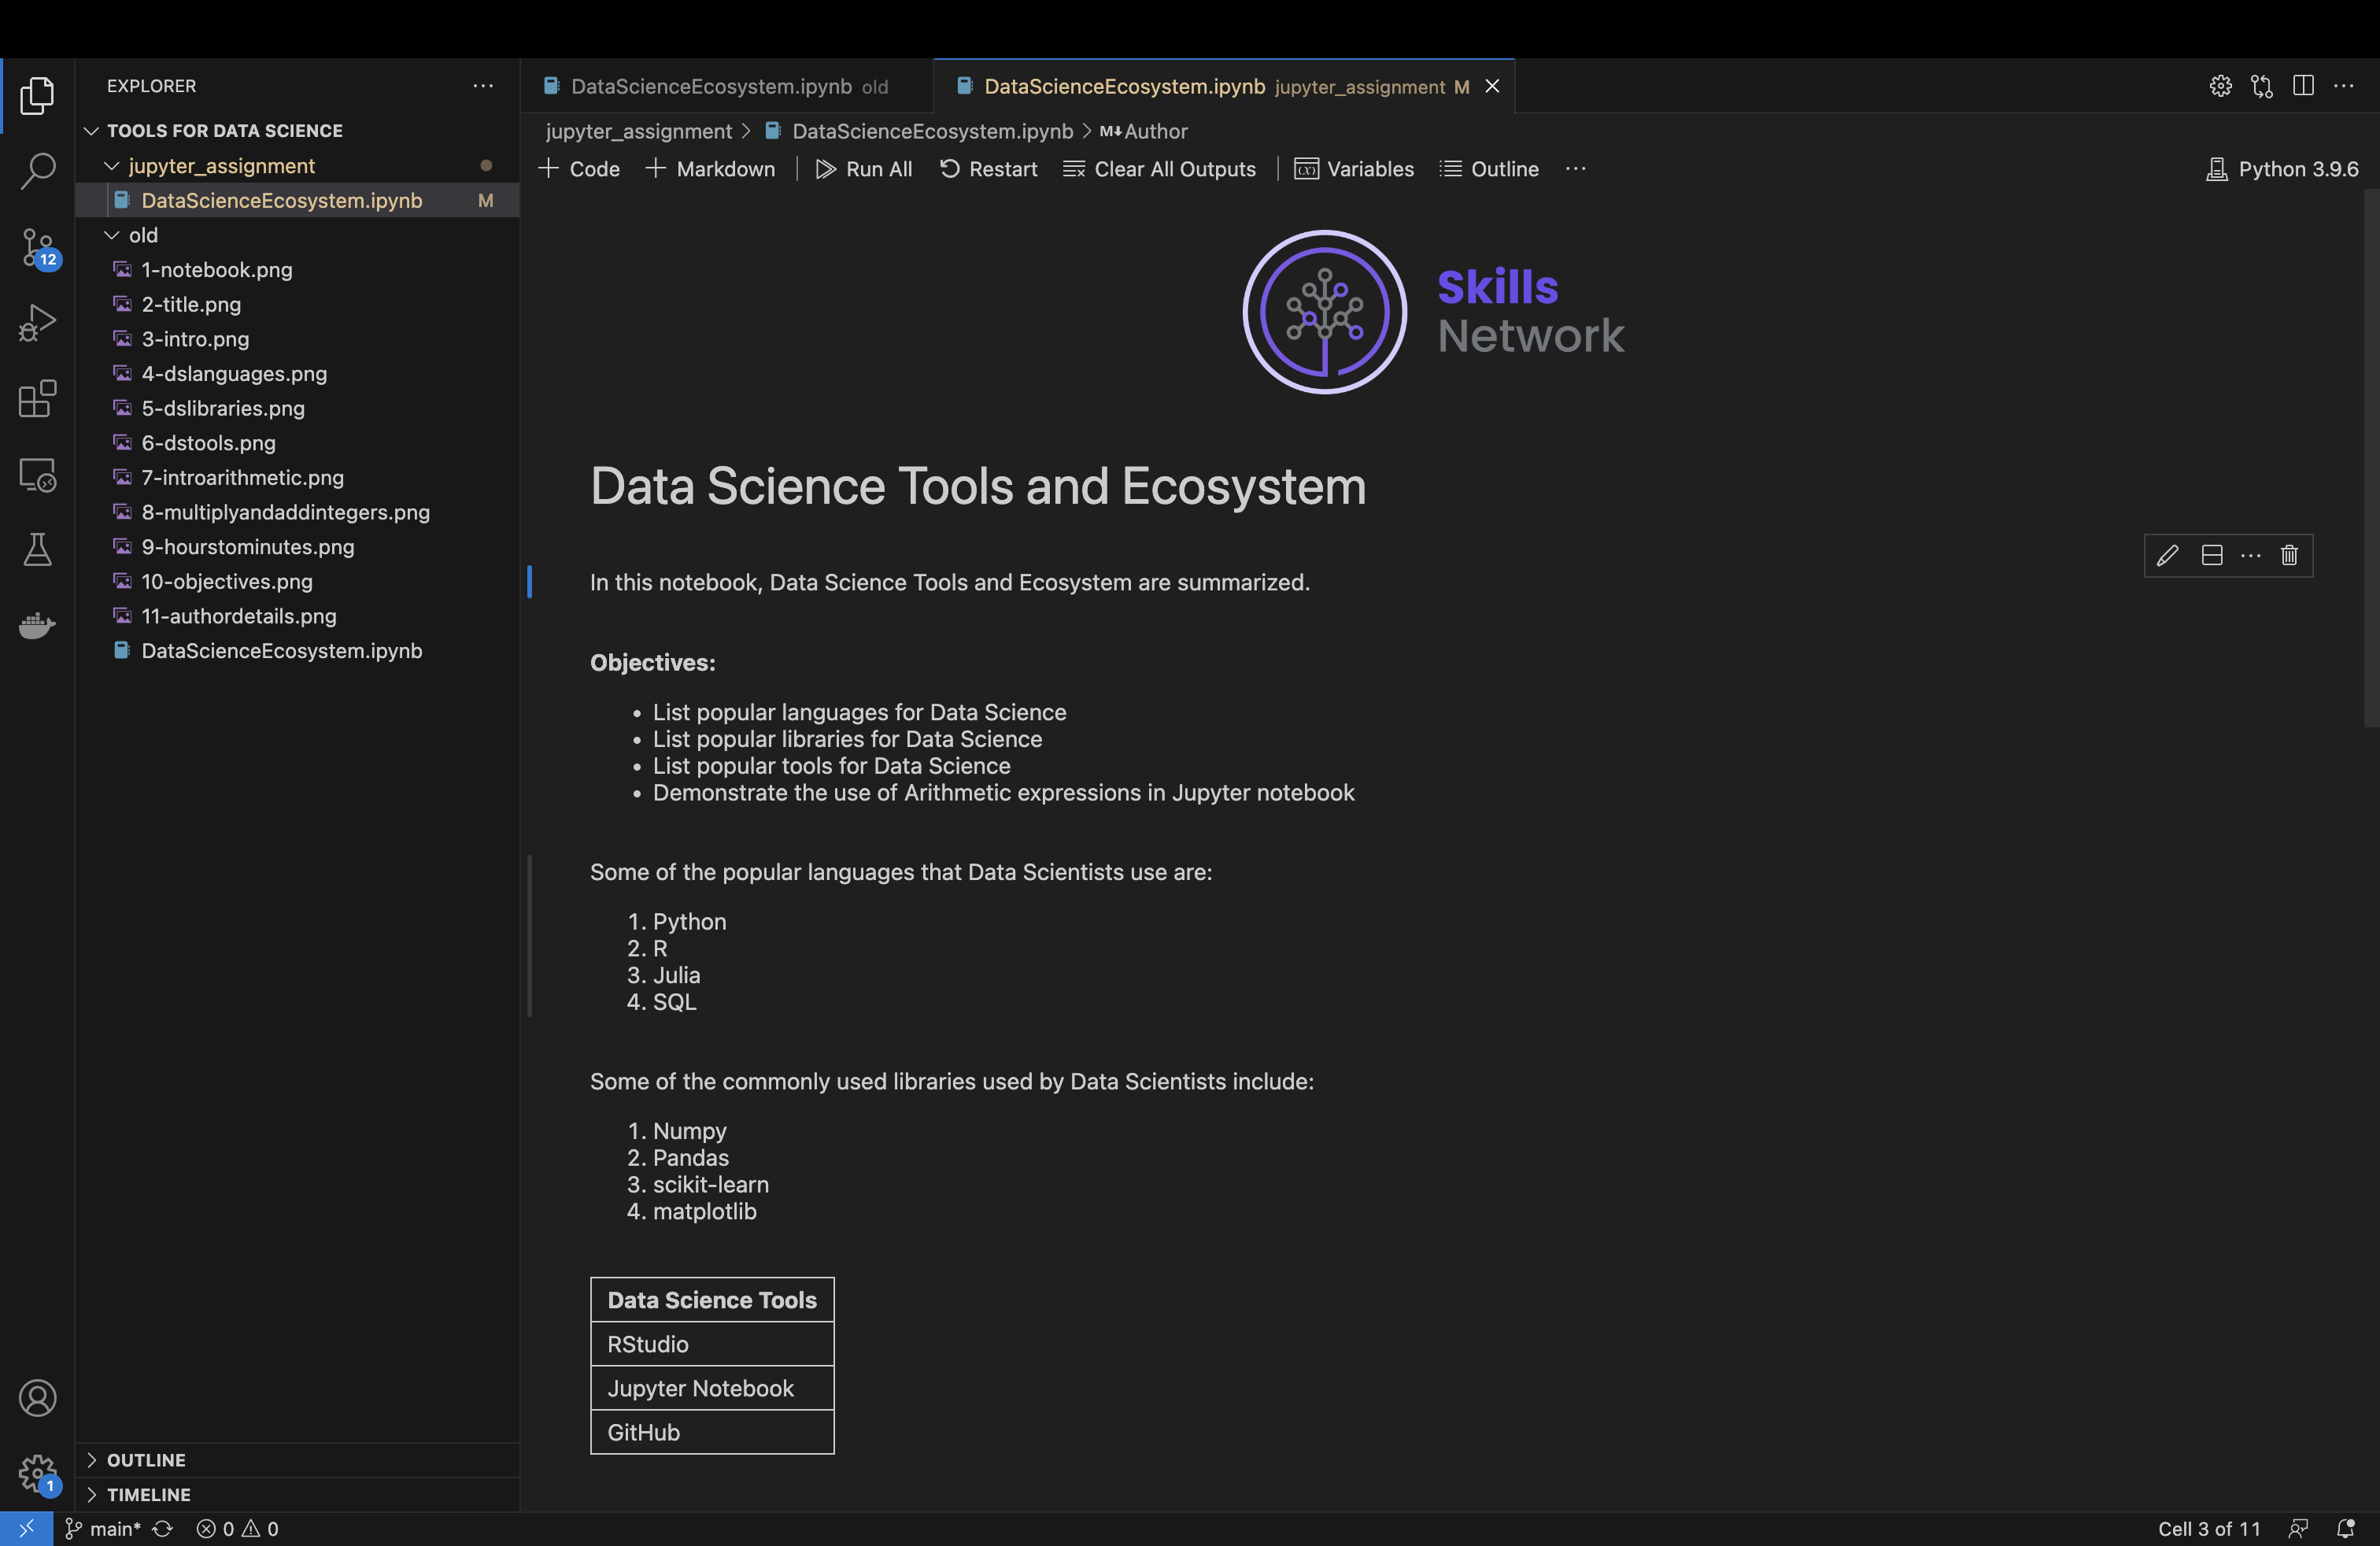 EXPLORER
TOOLS FOR DATA SCIENCE
jupyter_assignment
DataScienceEcosystem.ipynb M
old
1-notebook.png
2-title.png
3-intro.png
4-dslanguages.png
5-dslibraries.png
6-dstools.png
7-introarithmetic.png
8-multiplyandaddintegers.png
9-hourstominutes.png
10-objectives.png
11-authordetails.png
DataScienceEcosystem.ipynb
OUTLINE
TIMELINE
12
1
DataScienceEcosystem.ipynb old
DataScienceEcosystem.ipynb jupyter_assignment M
jupyter_assignment > DataScienceEcosystem.ipynb > M↓ Author
Code Markdown Run All Restart Clear All Outputs (x) Variables Outline Python 3.9.6
Skills
Network
Data Science Tools and Ecosystem
In this notebook, Data Science Tools and Ecosystem are summarized.
Objectives:
• List popular languages for Data Science
• List popular libraries for Data Science
• List popular tools for Data Science
• Demonstrate the use of Arithmetic expressions in Jupyter notebook
Some of the popular languages that Data Scientists use are:
1. Python
2. R
3. Julia
4. SQL
Some of the commonly used libraries used by Data Scientists include:
1. Numpy
2. Pandas
3. scikit-learn
4. matplotlib
Data Science Tools
RStudio
Jupyter Notebook
GitHub
main* 0 0 Cell 3 of 11